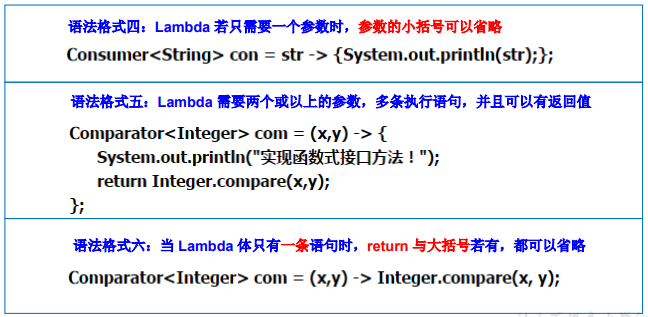 语法格式四：Lambda 若只需要一个参数时，参数的小括号可以省略
Consumer<String> con = str -> {System.out.println(str);};
语法格式五：Lambda 需要两个或以上的参数，多条执行语句，并且可以有返回值
Comparator<Integer> com = (x,y) -> {
System.out.println("实现函数式接口方法！");
return Integer.compare(x,y);
};
语法格式六：当 Lambda 体只有一条语句时，return 与大括号若有，都可以省略
Comparator<Integer> com = (x,y) -> Integer.compare(x, y);